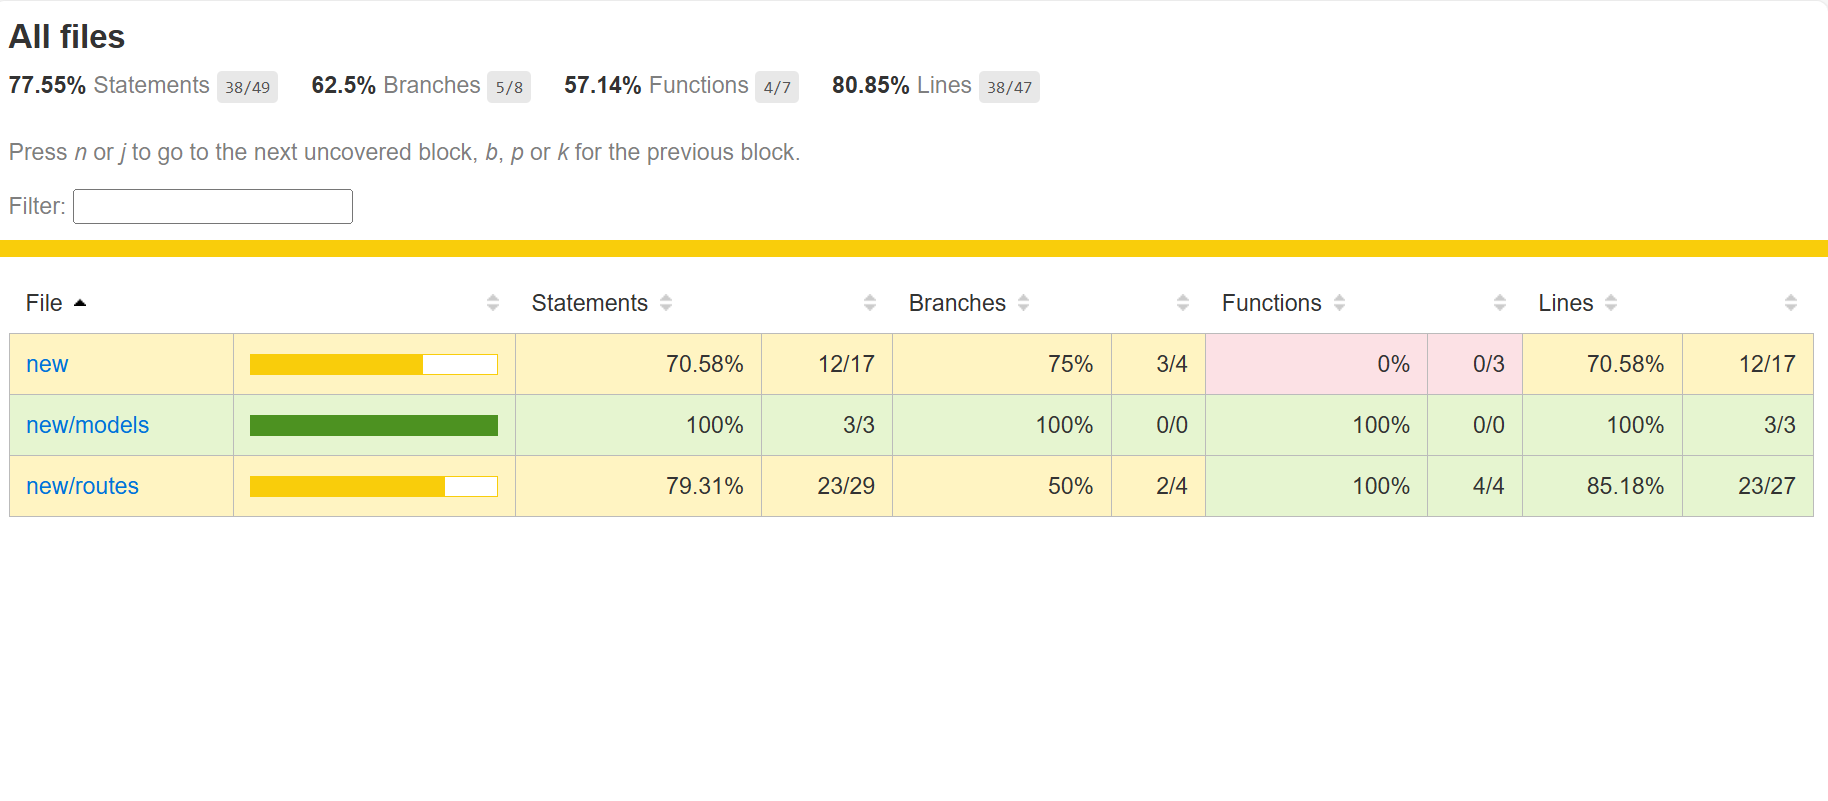 All files
77.55% Statements 38/49 62.5% Branches 5/8 57.14% Functions 4/7 80.85% Lines 38/47
Press n or j to go to the next uncovered block, b, p or k for the previous block.
Filter:
File Statements Branches Functions Lines
new 70.58% 12/17 75% 3/4 0% 0/3 70.58% 12/17
new/models 100% 3/3 100% 0/0 100% 0/0 100% 3/3
new/routes 79.31% 23/29 50% 2/4 100% 4/4 85.18% 23/27